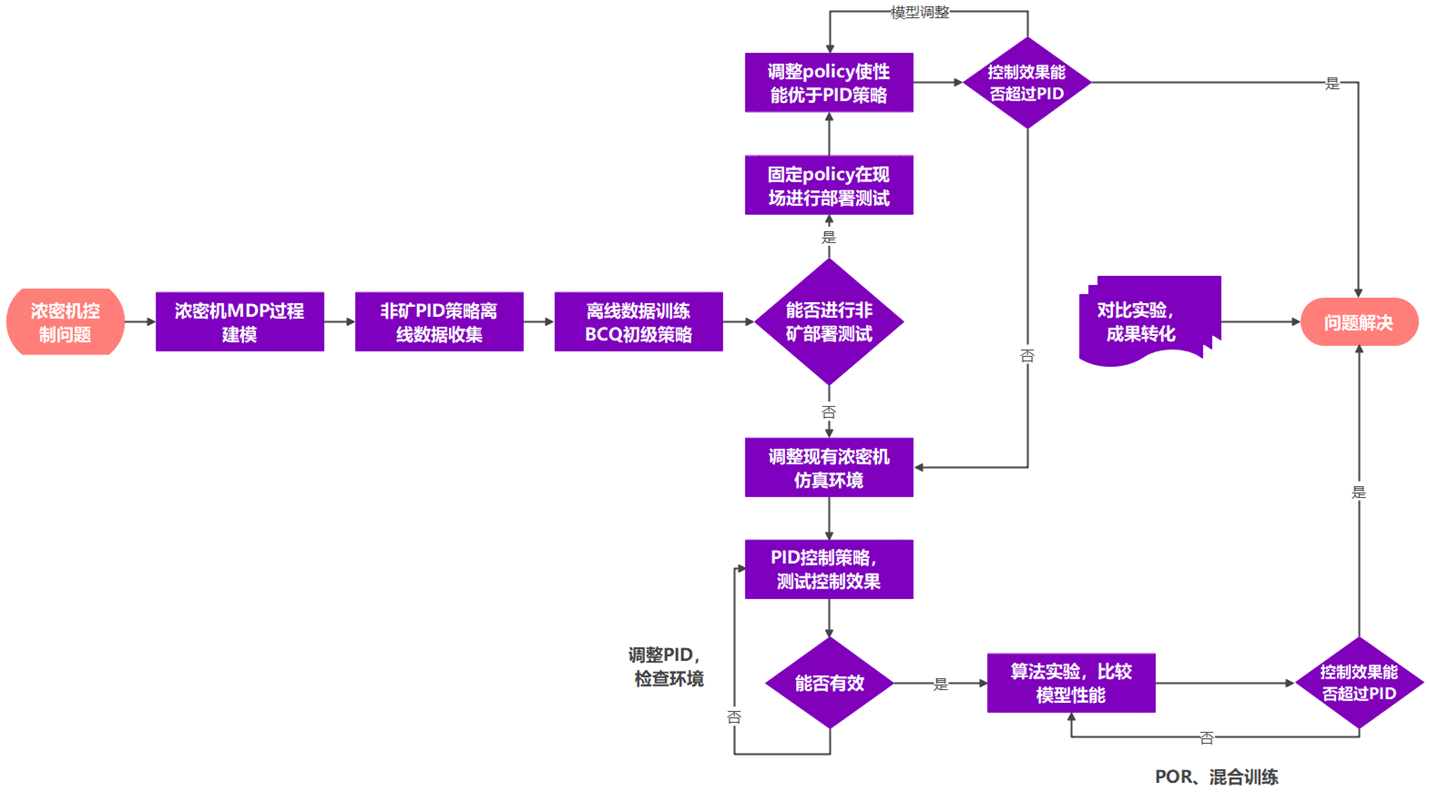 模型调整
调整policy使性
能优于PID策略
控制效果能
否超过PID
是
固定policy在现
场进行部署测试
是
浓密机控
制问题
浓密机MDP过程
建模
非矿PID策略离
线数据收集
离线数据训练
BCQ初级策略
能否进行非
矿部署测试
否
对比实验，
成果转化
问题解决
否
调整现有浓密机
仿真环境
是
PID控制策略，
测试控制效果
调整PID，
检查环境
能否有效
是
算法实验，比较
模型性能
控制效果能
否超过PID
否
否
POR、混合训练